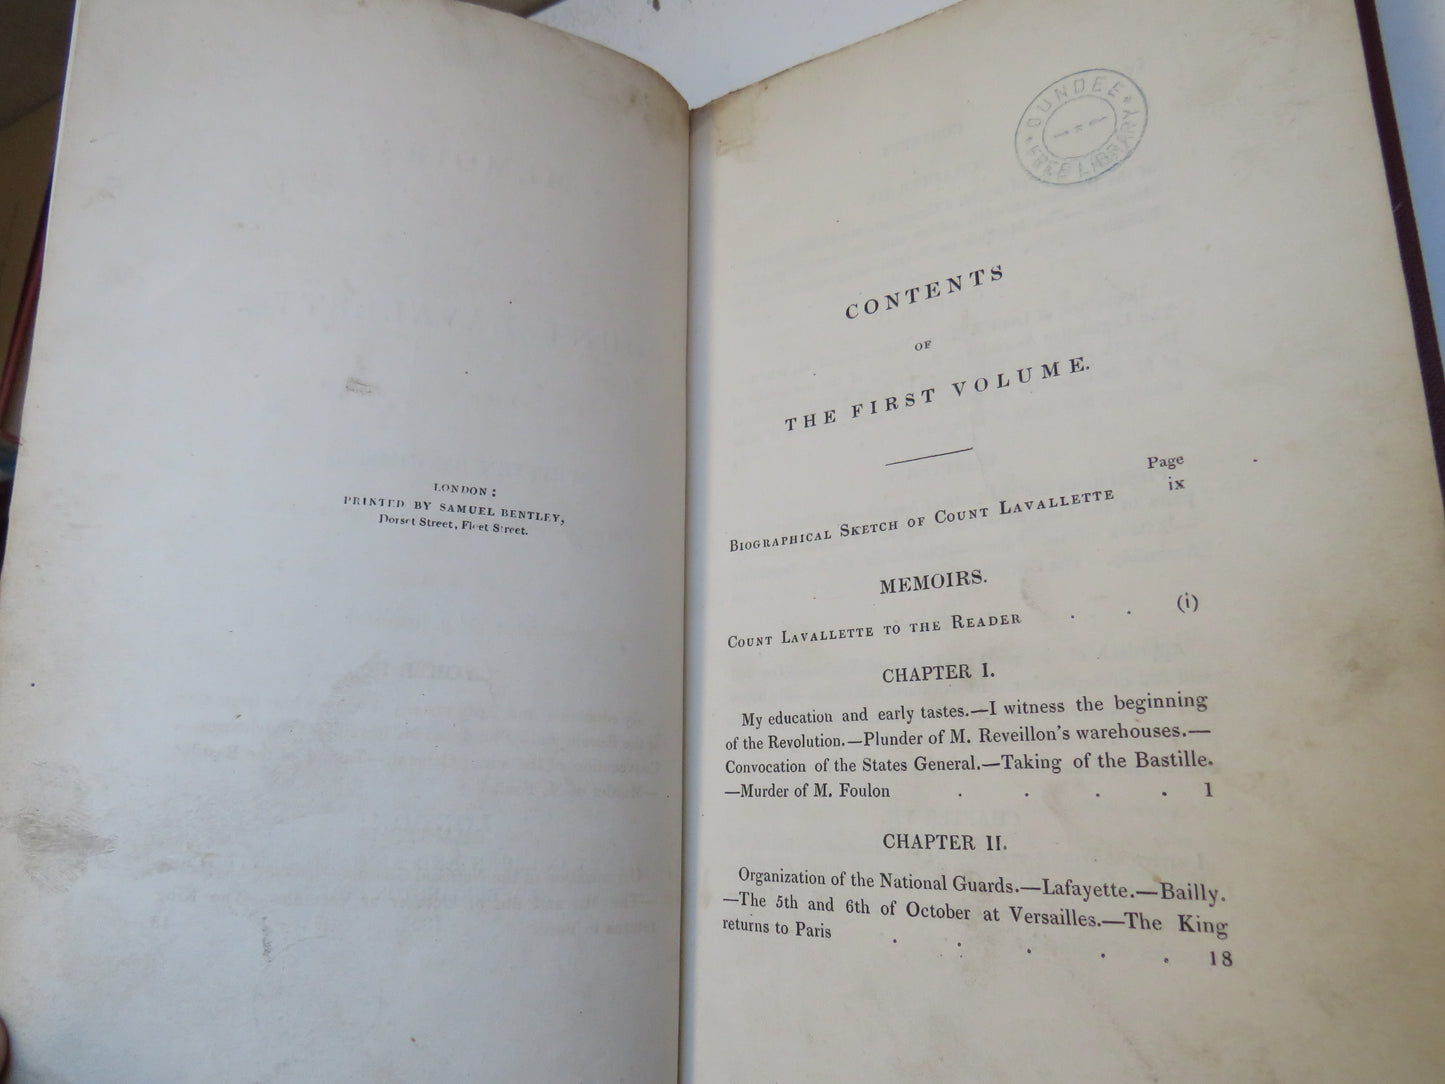 LONDON:
PRINTED BY SAMUEL BENTLEY,
Dorset Street, Fleet Street.
DUNDEE
FREE LIBRARY
CONTENTS
OF
THE FIRST VOLUME.
Page
BIOGRAPHICAL SKETCH OF COUNT LAVALLETTE ix
MEMOIRS.
COUNT LAVALLETTE TO THE READER . . (i)
CHAPTER I.
My education and early tastes.—I witness the beginning
of the Revolution.—Plunder of M. Reveillon's warehouses.—
Convocation of the States General.—Taking of the Bastille.
—Murder of M. Foulon . . . . 1
CHAPTER II.
Organization of the National Guards.—Lafayette.—Bailly.
—The 5th and 6th of October at Versailles.—The King
returns to Paris . . . . . 18